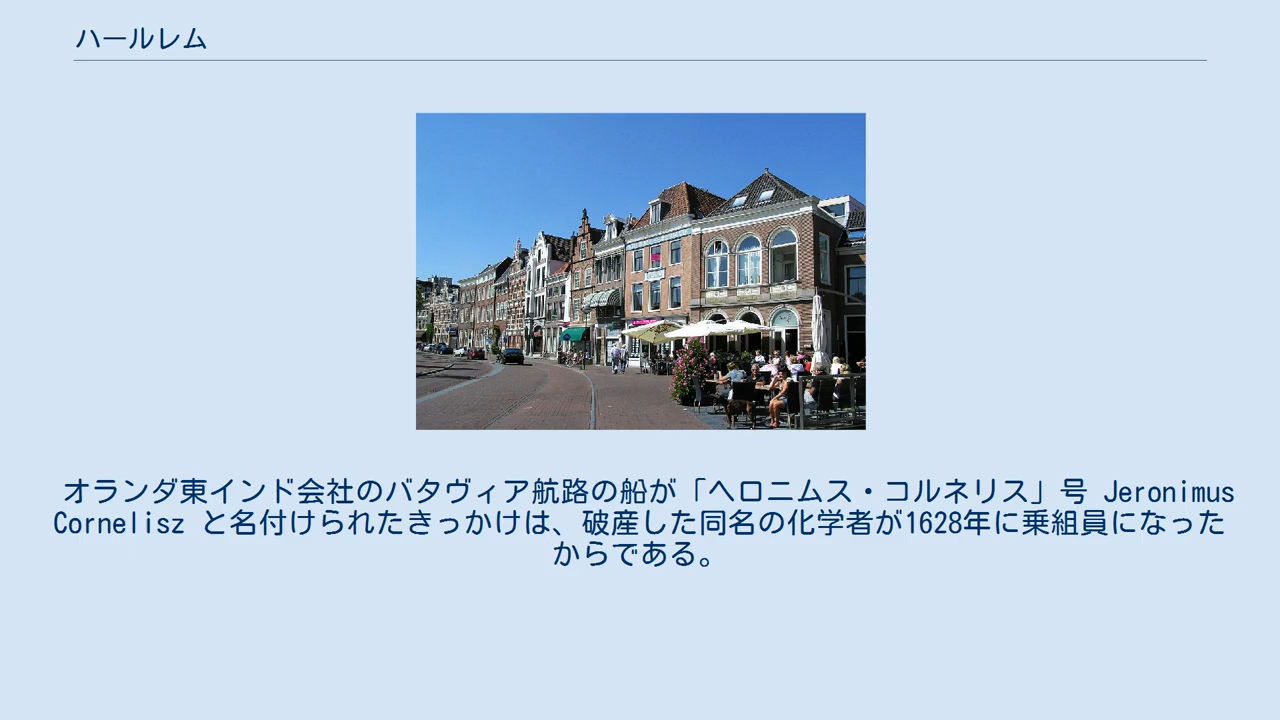 ハールレム
オランダ東インド会社のバタヴィア航路の船が「ヘロニムス・コルネリス」号 Jeronimus
Cornelisz と名付けられたきっかけは、破産した同名の化学者が1628年に乗組員になった
からである。